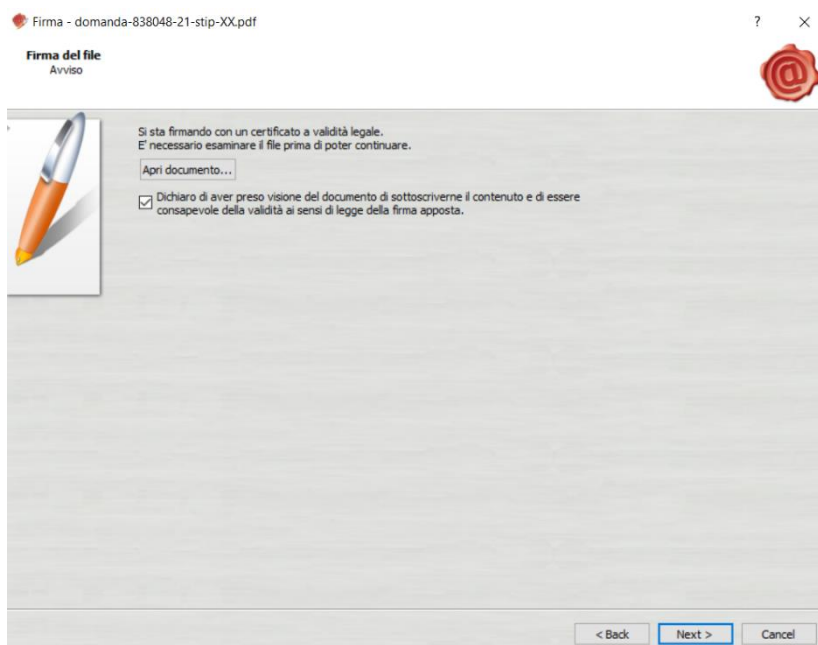 Firma - domanda-838048-21-stip-XX.pdf
?
Firma del file
Avviso
@
Si sta firmando con un certificato a validità legale.
E' necessario esaminare il file prima di poter continuare.
Apri documento...
Dichiaro di aver preso visione del documento di sottoscriverne il contenuto e di essere
consapevole della validità ai sensi di legge della firma apposta.
< Back
Next >
Cancel